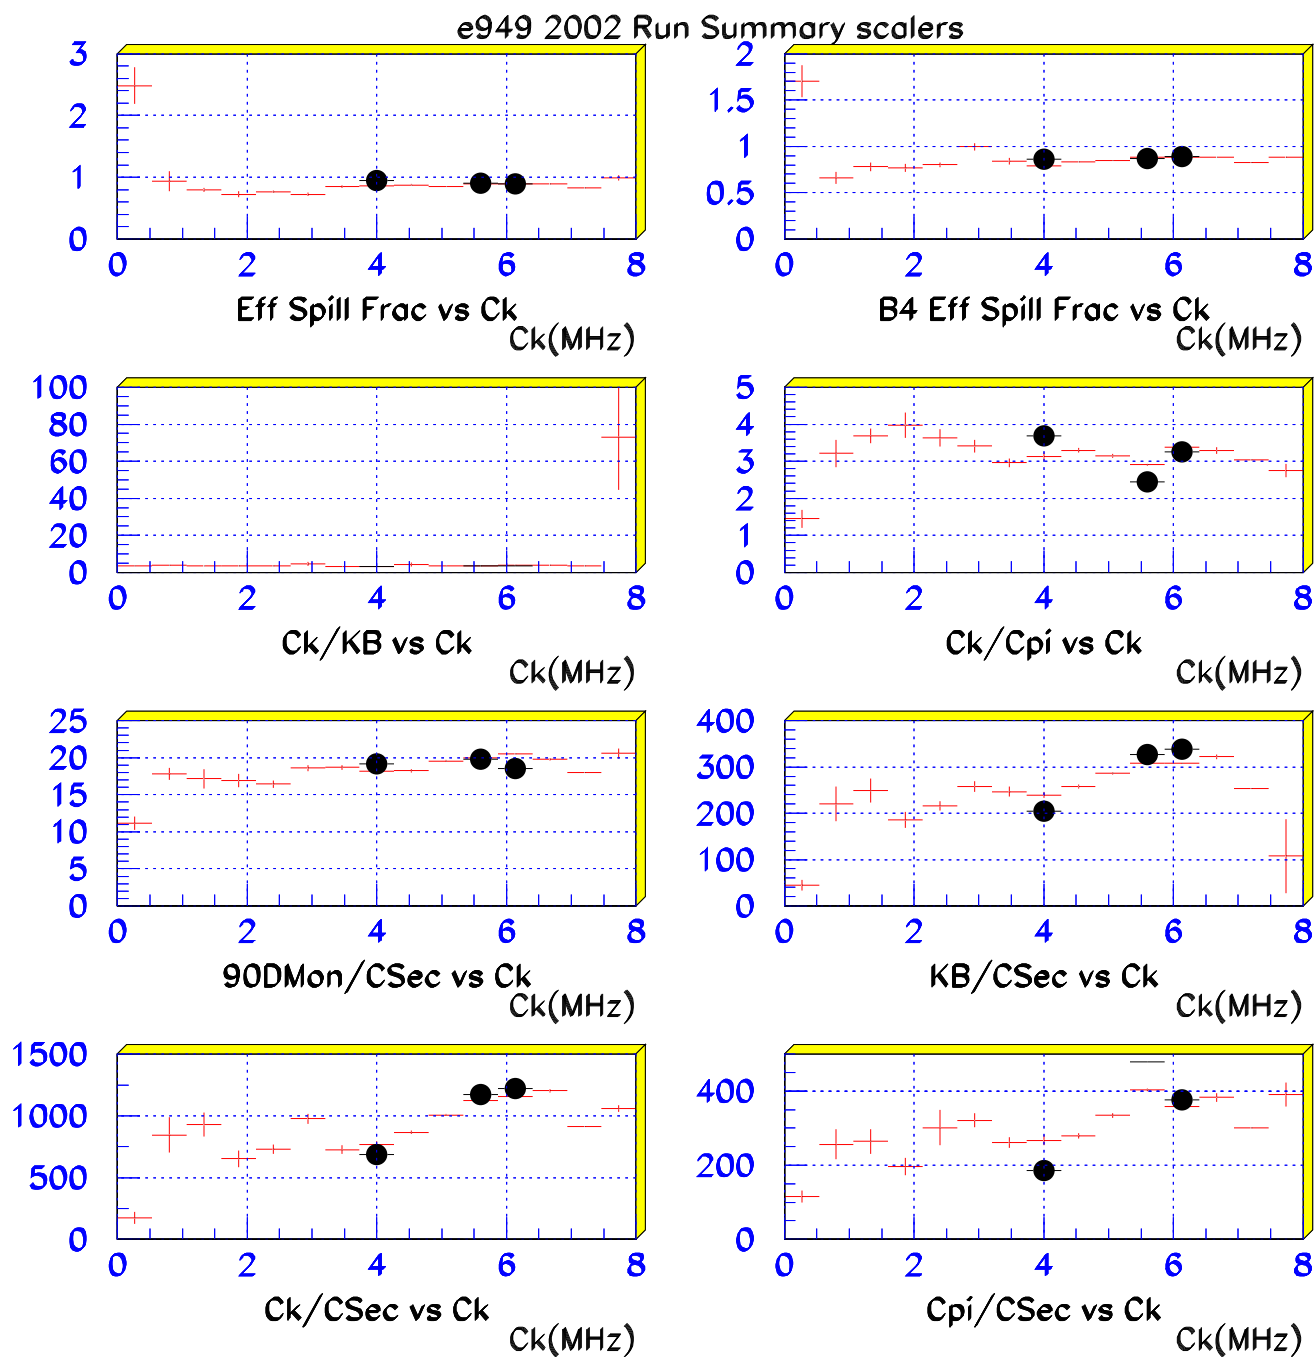 e949 2002 Run Summary scalers
3
2
1
0
0 2 4 6 8
Eff Spill Frac vs Ck
Ck(MHz)
2
1.5
1
0.5
0
0 2 4 6 8
B4 Eff Spill Frac vs Ck
Ck(MHz)
100
80
60
40
20
0
0 2 4 6 8
Ck/KB vs Ck
Ck(MHz)
5
4
3
2
1
0
0 2 4 6 8
Ck/Cpi vs Ck
Ck(MHz)
25
20
15
10
5
0
0 2 4 6 8
90DMon/CSec vs Ck
Ck(MHz)
400
300
200
100
0
0 2 4 6 8
KB/CSec vs Ck
Ck(MHz)
1500
1000
500
0
0 2 4 6 8
Ck/CSec vs Ck
Ck(MHz)
400
200
0
0 2 4 6 8
Cpi/CSec vs Ck
Ck(MHz)